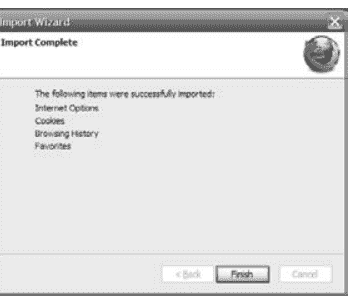 Import Wizard
Import Complete
The following items were successfully imported:
Internet Options
Cookies
Browsing History
Favorites
< Back Finish Cancel